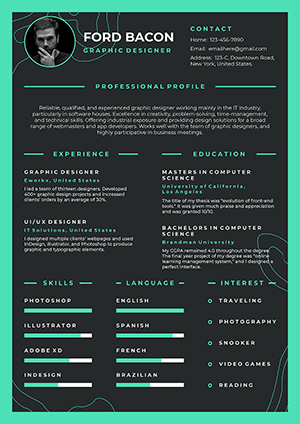 FORD BACON
GRAPHIC DESIGNER
CONTACT
Home: 123-456-7890
Email: emailhere@gmail.com
Address: 123-C, Downtown Road,
New York, United States
PROFESSIONAL PROFILE
Reliable, qualified, and experienced graphic designer working mainly in the IT industry,
particularly in software houses. Excellence in creativity, problem-solving, time-management,
and technical skills. Offering industrial exposure and providing design solutions for a broad
range of webmasters and app developers. Works well with the team of graphic designers, and
highly participative in business meetings.
EXPERIENCE
GRAPHIC DESIGNER
Eworks, United States
I led a team of thirteen designers. Developed
400+ graphic design projects and increased
clients' orders by an average of 30%.
UI/UX DESIGNER
IT Solutions, United States
I designed multiple clients' webpages and used
InDesign, Illustrator, and Photoshop to produce
graphic and typographic elements.
EDUCATION
MASTERS IN COMPUTER
SCIENCE
University of California,
Los Angelos
The title of my thesis was "evolution of front-end
tools." It was given much praise and appreciation
and was granted 10/10.
BACHELORS IN COMPUTER
SCIENCE
Brandman University
My CGPA remained 4.0 throughout the degree.
The final year project of my degree was "online
learning management system," and I designed a
perfect interface.
SKILLS
PHOTOSHOP
ILLUSTRATOR
ADOBE XD
INDESIGN
LANGUAGE
ENGLISH
SPANISH
FRENCH
BRAZILIAN
INTEREST
TRAVELING
PHOTOGRAPHY
SNOOKER
VIDEO GAMES
READING